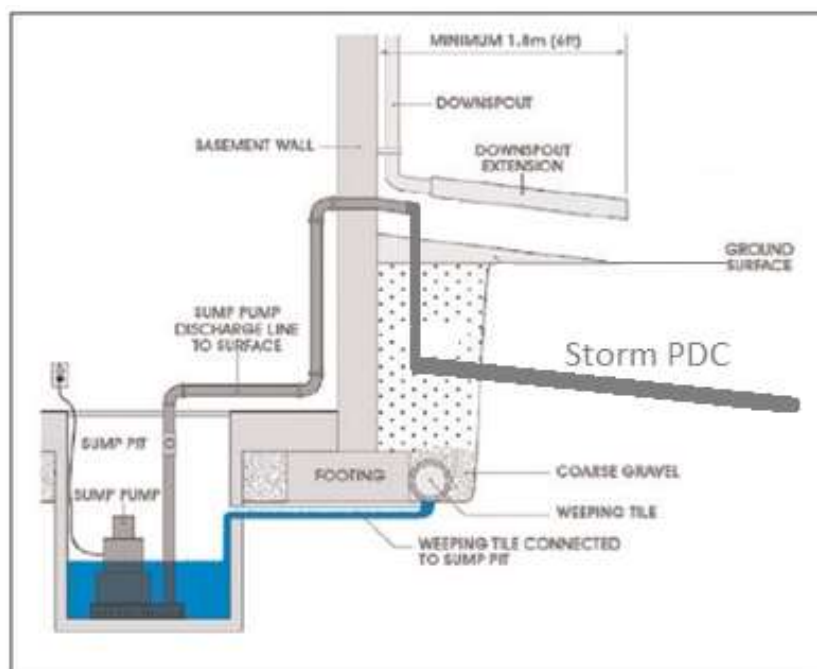 MINIMUM 1.8m (6ft)
DOWNSPOUT
BASEMENT WALL
DOWNSPOUT
EXTENSION
GROUND
SURFACE
SUMP PUMP
DISCHARGE LINE
TO SURFACE
Storm PDC
SUMP PIT
FOOTING
COARSE GRAVEL
SUMP PUMP
WEEPING TILE
WEEPING TILE CONNECTED
TO SUMP PIT